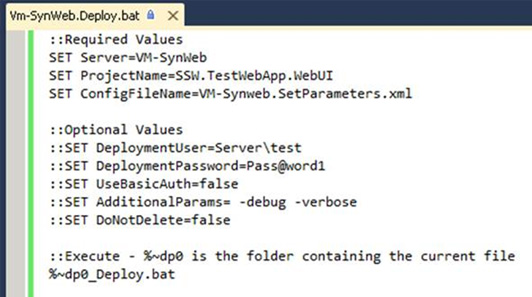 Vm-SynWeb.Deploy.bat
::Required Values
SET Server=VM-SynWeb
SET ProjectName=SSW.TestWebApp.WebUI
SET ConfigFileName=VM-Synweb.SetParameters.xml
::Optional Values
::SET DeploymentUser=Server\test
::SET DeploymentPassword=Pass@word1
::SET UseBasicAuth=false
::SET AdditionalParams= -debug -verbose
::SET DoNotDelete=false
::Execute - %~dp0 is the folder containing the current file
%~dp0_Deploy.bat